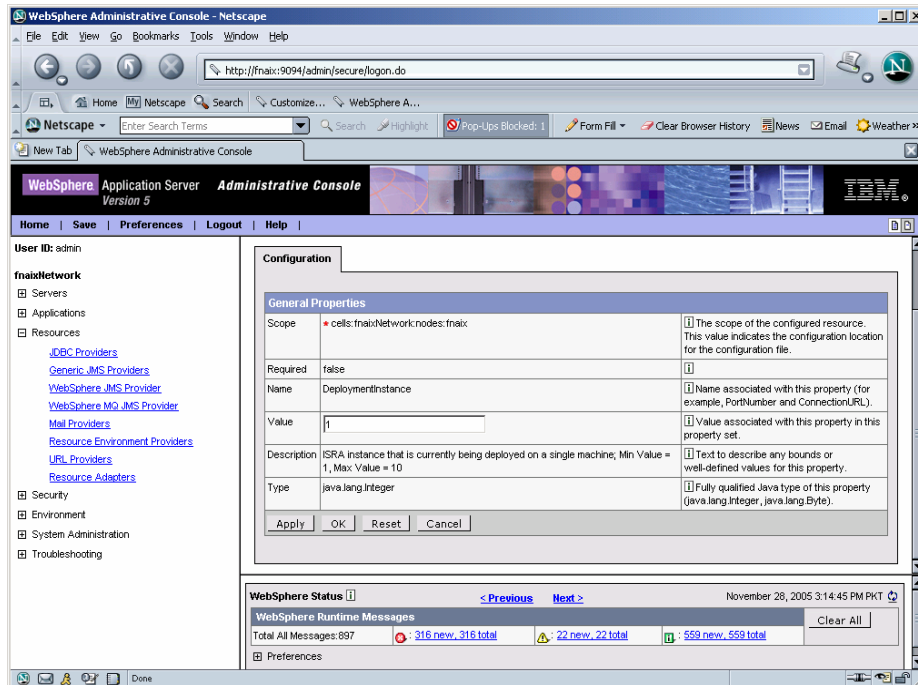 WebSphere Administrative Console - Netscape
File Edit View Go Bookmarks Tools Window Help
http://fnaix:9094/admin/secure/logon.do
Home My Netscape Search Customize... WebSphere A...
Netscape Enter Search Terms Search Highlight Pop-Ups Blocked: 1 Form Fill Clear Browser History News Email Weather
New Tab WebSphere Administrative Console
WebSphere Application Server Administrative Console
Version 5
IBM
Home | Save | Preferences | Logout | Help |
User ID: admin
fnaixNetwork
Servers
Applications
Resources
JDBC Providers
Generic JMS Providers
WebSphere JMS Provider
WebSphere MQ JMS Provider
Mail Providers
Resource Environment Providers
URL Providers
Resource Adapters
Security
Environment
System Administration
Troubleshooting
Configuration
General Properties
Scope * cells:fnaixNetwork:nodes:fnaix i The scope of the configured resource.
This value indicates the configuration location
for the configuration file.
Required false i
Name DeploymentInstance i Name associated with this property (for
example, PortNumber and ConnectionURL).
Value 1 i Value associated with this property in this
property set.
Description ISRA instance that is currently being deployed on a single machine; Min Value = i Text to describe any bounds or
1, Max Value = 10 well-defined values for this property.
Type java.lang.Integer i Fully qualified Java type of this property
(java.lang.Integer, java.lang.Byte).
Apply OK Reset Cancel
WebSphere Status i < Previous Next > November 28, 2005 3:14:45 PM PKT
WebSphere Runtime Messages
Clear All
Total All Messages:897 : 316 new, 316 total : 22 new, 22 total : 559 new, 559 total
Preferences
Done